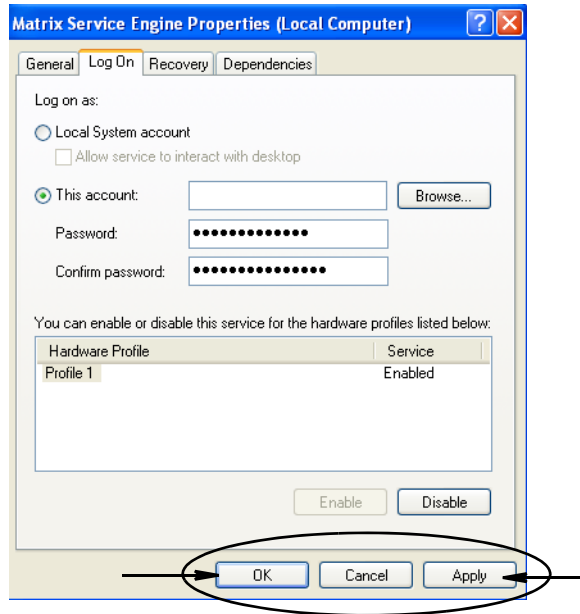 Matrix Service Engine Properties (Local Computer)
General Log On Recovery Dependencies
Log on as:
Local System account
Allow service to interact with desktop
This account: Browse...
Password: •••••••••••••
Confirm password: •••••••••••••••
You can enable or disable this service for the hardware profiles listed below:
Hardware Profile Service
Profile 1 Enabled
Enable Disable
OK Cancel Apply